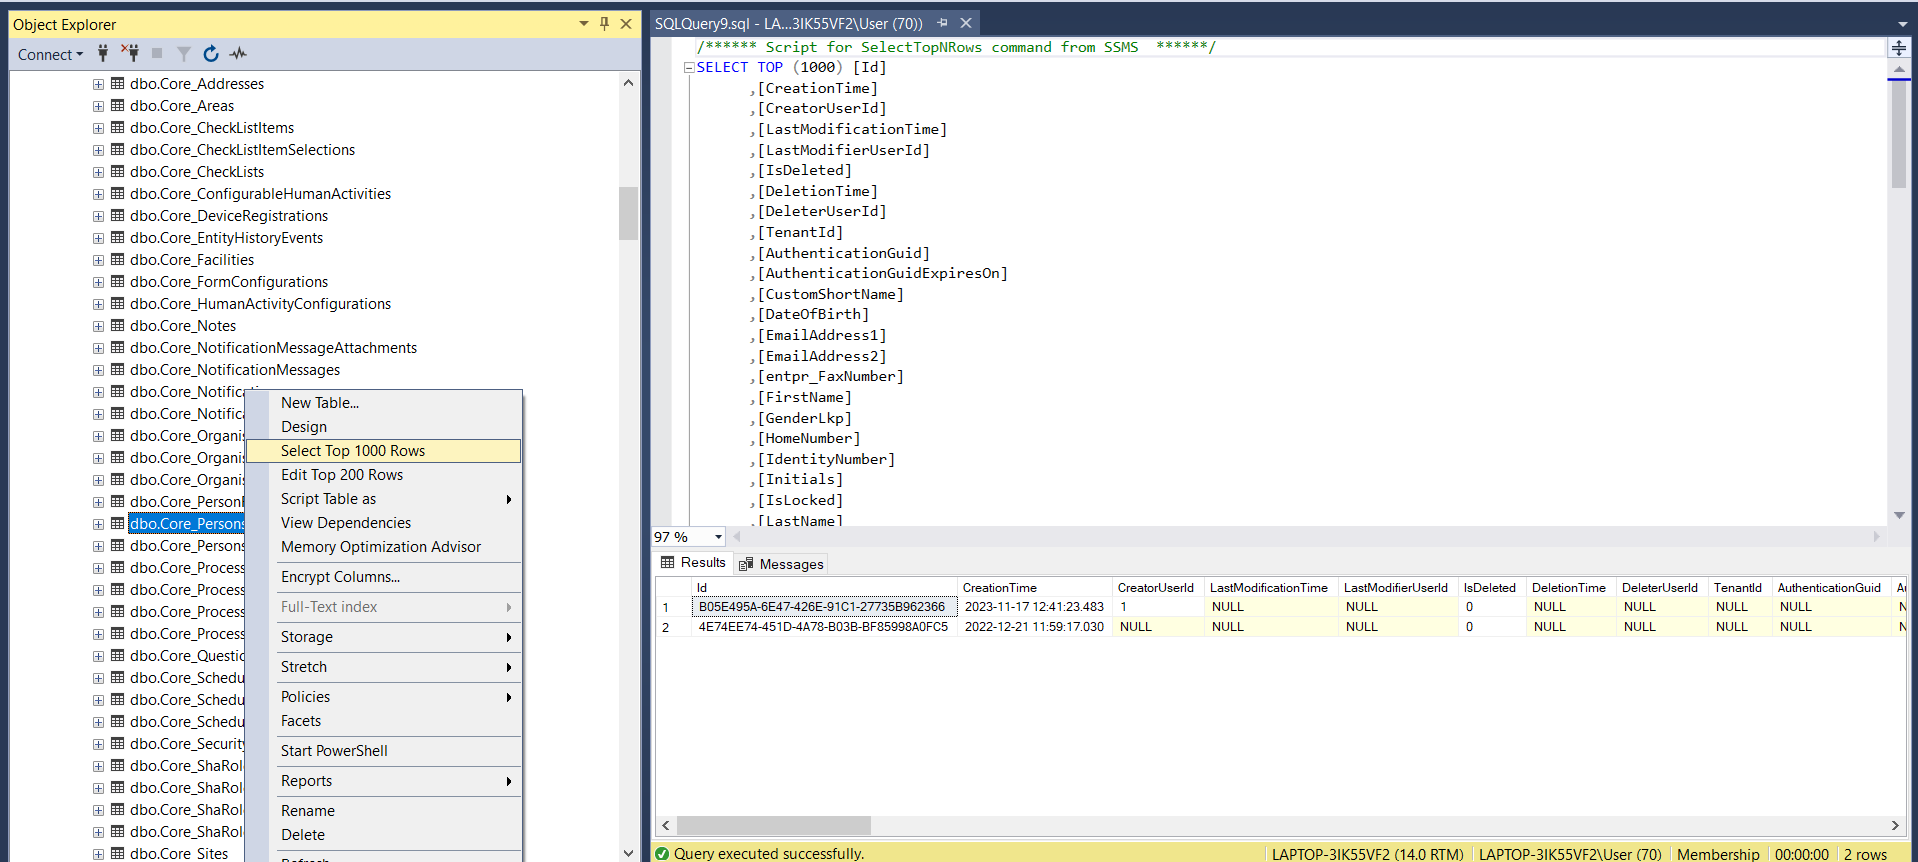 Object Explorer
Connect
dbo.Core_Addresses
dbo.Core_Areas
dbo.Core_CheckListItems
dbo.Core_CheckListItemSelections
dbo.Core_CheckLists
dbo.Core_ConfigurableHumanActivities
dbo.Core_DeviceRegistrations
dbo.Core_EntityHistoryEvents
dbo.Core_Facilities
dbo.Core_FormConfigurations
dbo.Core_HumanActivityConfigurations
dbo.Core_Notes
dbo.Core_NotificationMessageAttachments
dbo.Core_NotificationMessages
dbo.Core_Notificati
dbo.Core_Notifica
dbo.Core_Organis
dbo.Core_Organis
dbo.Core_Organis
dbo.Core_Person
dbo.Core_Persons
dbo.Core_Persons
dbo.Core_Process
dbo.Core_Process
dbo.Core_Process
dbo.Core_Process
dbo.Core_Questio
dbo.Core_Schedu
dbo.Core_Schedu
dbo.Core_Schedu
dbo.Core_Security
dbo.Core_ShaRol
dbo.Core_ShaRol
dbo.Core_ShaRol
dbo.Core_ShaRol
dbo.Core_Sites
New Table...
Design
Select Top 1000 Rows
Edit Top 200 Rows
Script Table as
View Dependencies
Memory Optimization Advisor
Encrypt Columns...
Full-Text index
Storage
Stretch
Policies
Facets
Start PowerShell
Reports
Rename
Delete
Refresh
SQLQuery9.sql - LA...3IK55VF2\User (70))
/****** Script for SelectTopNRows command from SSMS  ******/
SELECT TOP (1000) [Id]
,[CreationTime]
,[CreatorUserId]
,[LastModificationTime]
,[LastModifierUserId]
,[IsDeleted]
,[DeletionTime]
,[DeleterUserId]
,[TenantId]
,[AuthenticationGuid]
,[AuthenticationGuidExpiresOn]
,[CustomShortName]
,[DateOfBirth]
,[EmailAddress1]
,[EmailAddress2]
,[entpr_FaxNumber]
,[FirstName]
,[GenderLkp]
,[HomeNumber]
,[IdentityNumber]
,[Initials]
,[IsLocked]
,[LastName]
97 %
Results Messages
Id CreationTime CreatorUserId LastModificationTime LastModifierUserId IsDeleted DeletionTime DeleterUserId TenantId AuthenticationGuid A
1 B05E495A-6E47-426E-91C1-27735B962366 2023-11-17 12:41:23.483 1 NULL NULL 0 NULL NULL NULL NULL N
2 4E74EE74-451D-4A78-B03B-BF85998A0FC5 2022-12-21 11:59:17.030 NULL NULL NULL 0 NULL NULL NULL NULL N
Query executed successfully. LAPTOP-3IK55VF2 (14.0 RTM) LAPTOP-3IK55VF2\User (70) Membership 00:00:00 2 rows